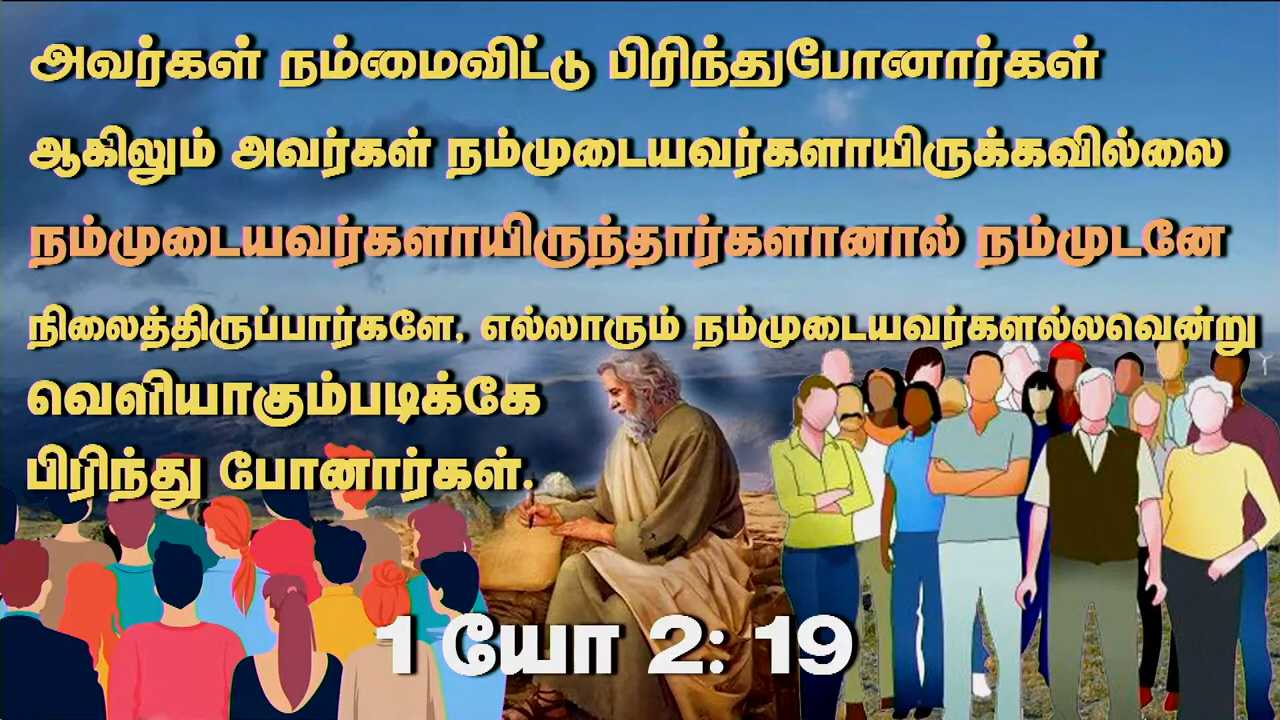 அவர்கள் நம்மைவிட்டு பிரிந்துபோனார்கள்
ஆகிலும் அவர்கள் நம்முடையவர்களாயிருக்கவில்லை
நம்முடையவர்களாயிருந்தார்களானால் நம்முடனே
நிலைத்திருப்பார்களே, எல்லாரும் நம்முடையவர்களல்லவென்று
வெளியாகும்படிக்கே
பிரிந்து போனார்கள்.
1 யோ 2: 19